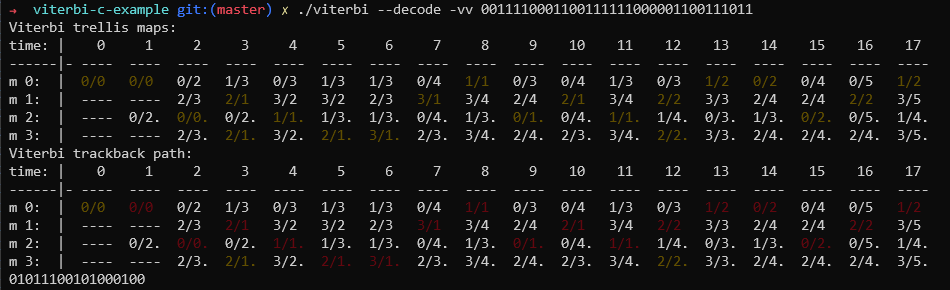 ➜ viterbi-c-example git:(master) ✗ ./viterbi --decode -vv 0011110001100111111000001100111011
Viterbi trellis maps:
time: | 0 1 2 3 4 5 6 7 8 9 10 11 12 13 14 15 16 17
------|- ---- ---- ---- ---- ---- ---- ---- ---- ---- ---- ---- ---- ---- ---- ---- ---- ---- ----
m 0: | 0/0 0/0 0/2 1/3 0/3 1/3 1/3 0/4 1/1 0/3 0/4 1/3 0/3 1/2 0/2 0/4 0/5 1/2
m 1: | ---- ---- 2/3 2/1 3/2 3/2 2/3 3/1 3/4 2/4 2/1 3/4 2/2 3/3 2/4 2/4 2/2 3/5
m 2: | ---- 0/2. 0/0. 0/2. 1/1. 1/3. 1/3. 0/4. 1/3. 0/1. 0/4. 1/1. 1/4. 0/3. 1/3. 0/2. 0/5. 1/4.
m 3: | ---- ---- 2/3. 2/1. 3/2. 2/1. 3/1. 2/3. 3/4. 2/4. 2/3. 3/4. 2/2. 3/3. 2/4. 2/4. 2/4. 3/5.
Viterbi trackback path:
time: | 0 1 2 3 4 5 6 7 8 9 10 11 12 13 14 15 16 17
------|- ---- ---- ---- ---- ---- ---- ---- ---- ---- ---- ---- ---- ---- ---- ---- ---- ---- ----
m 0: | 0/0 0/0 0/2 1/3 0/3 1/3 1/3 0/4 1/1 0/3 0/4 1/3 0/3 1/2 0/2 0/4 0/5 1/2
m 1: | ---- ---- 2/3 2/1 3/2 3/2 2/3 3/1 3/4 2/4 2/1 3/4 2/2 3/3 2/4 2/4 2/2 3/5
m 2: | ---- 0/2. 0/0. 0/2. 1/1. 1/3. 1/3. 0/4. 1/3. 0/1. 0/4. 1/1. 1/4. 0/3. 1/3. 0/2. 0/5. 1/4.
m 3: | ---- ---- 2/3. 2/1. 3/2. 2/1. 3/1. 2/3. 3/4. 2/4. 2/3. 3/4. 2/2. 3/3. 2/4. 2/4. 2/4. 3/5.
01011100101000100